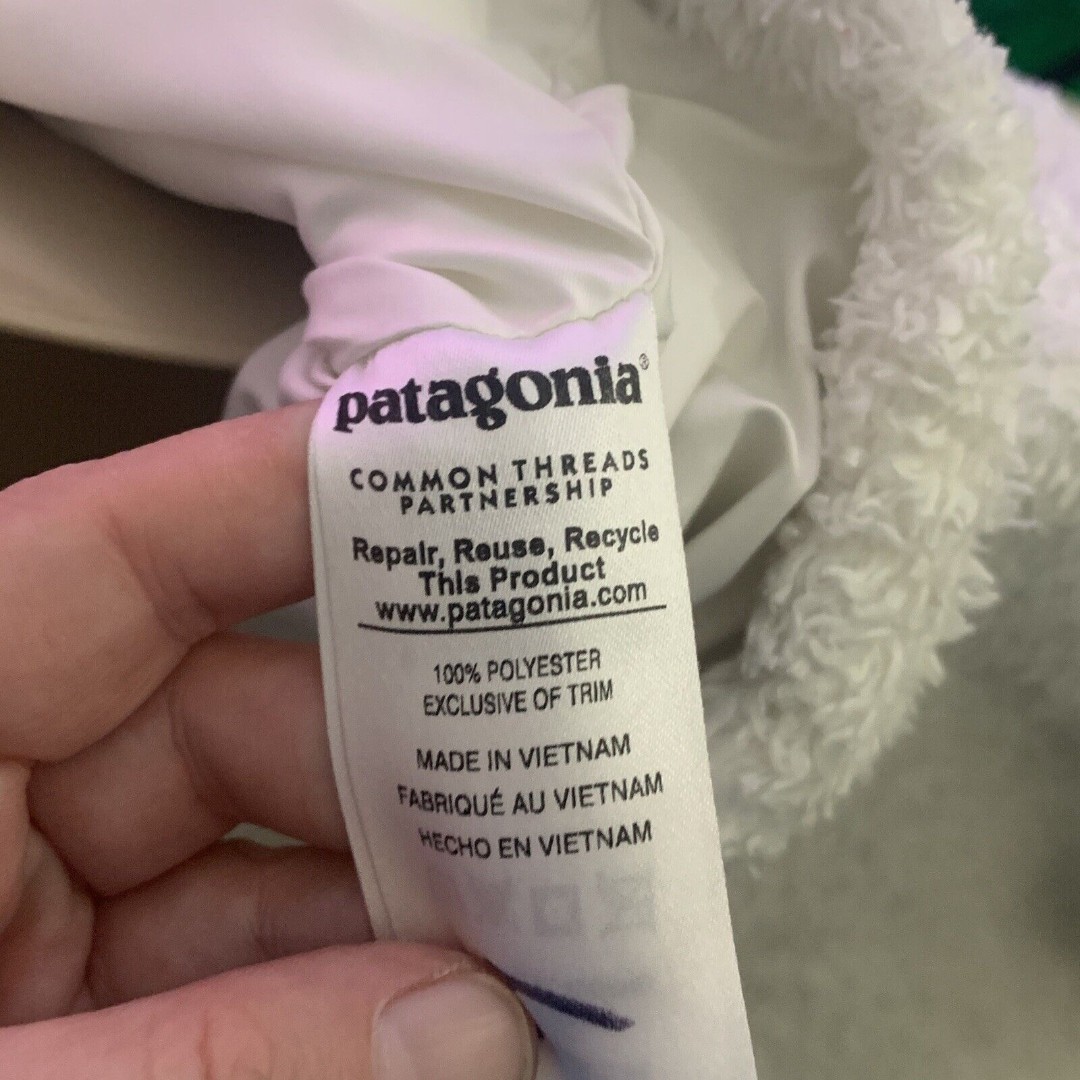 patagonia®
COMMON THREADS
PARTNERSHIP
Repair, Reuse, Recycle
This Product
www.patagonia.com
100% POLYESTER
EXCLUSIVE OF TRIM
MADE IN VIETNAM
FABRIQUÉ AU VIETNAM
HECHO EN VIETNAM